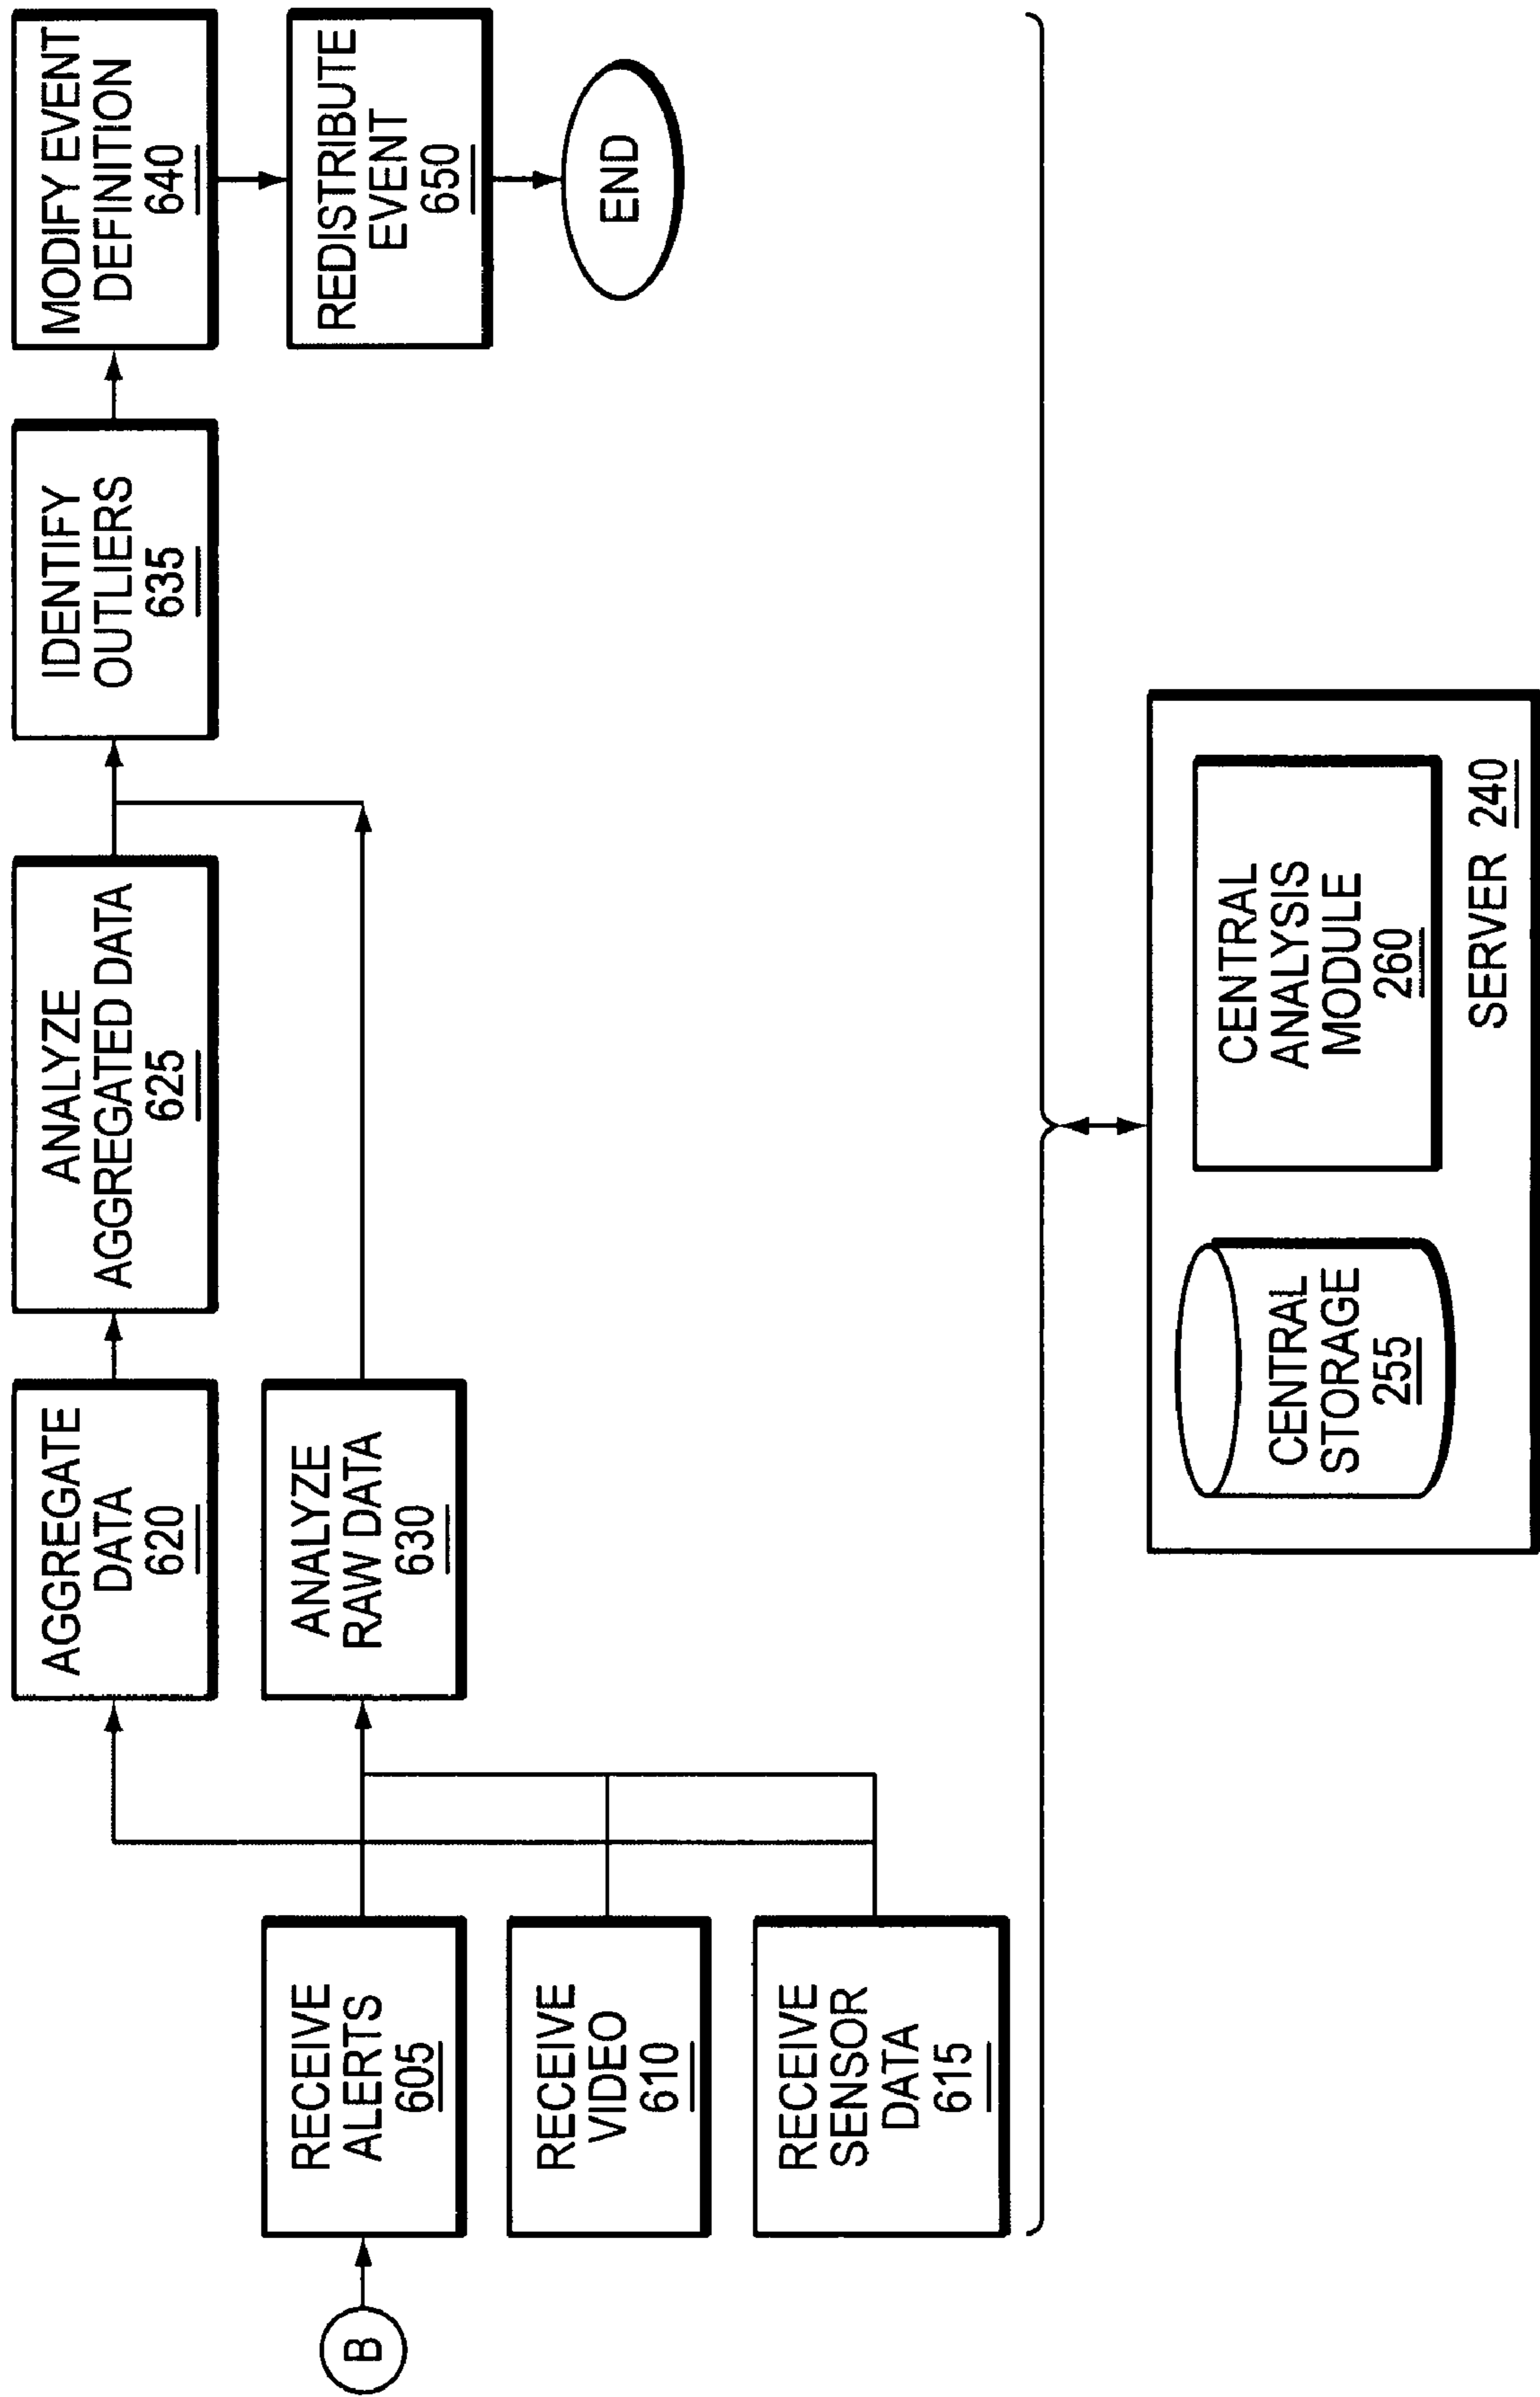 B
RECEIVE
ALERTS
605
RECEIVE
VIDEO
610
RECEIVE
SENSOR
DATA
615
AGGREGATE
DATA
620
ANALYZE
RAW DATA
630
ANALYZE
AGGREGATED DATA
625
IDENTIFY
OUTLIERS
635
MODIFY EVENT
DEFINITION
640
REDISTRIBUTE
EVENT
650
END
CENTRAL
STORAGE
255
CENTRAL
ANALYSIS
MODULE
260
SERVER 240